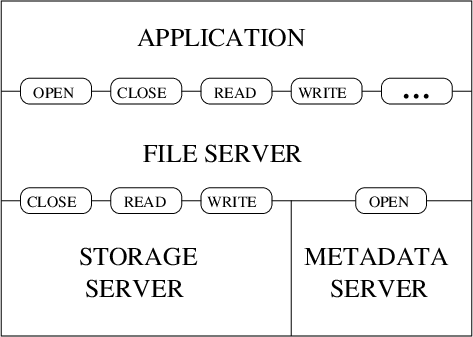 APPLICATION
OPEN CLOSE READ WRITE ...
FILE SERVER
CLOSE READ WRITE OPEN
STORAGE SERVER
METADATA SERVER